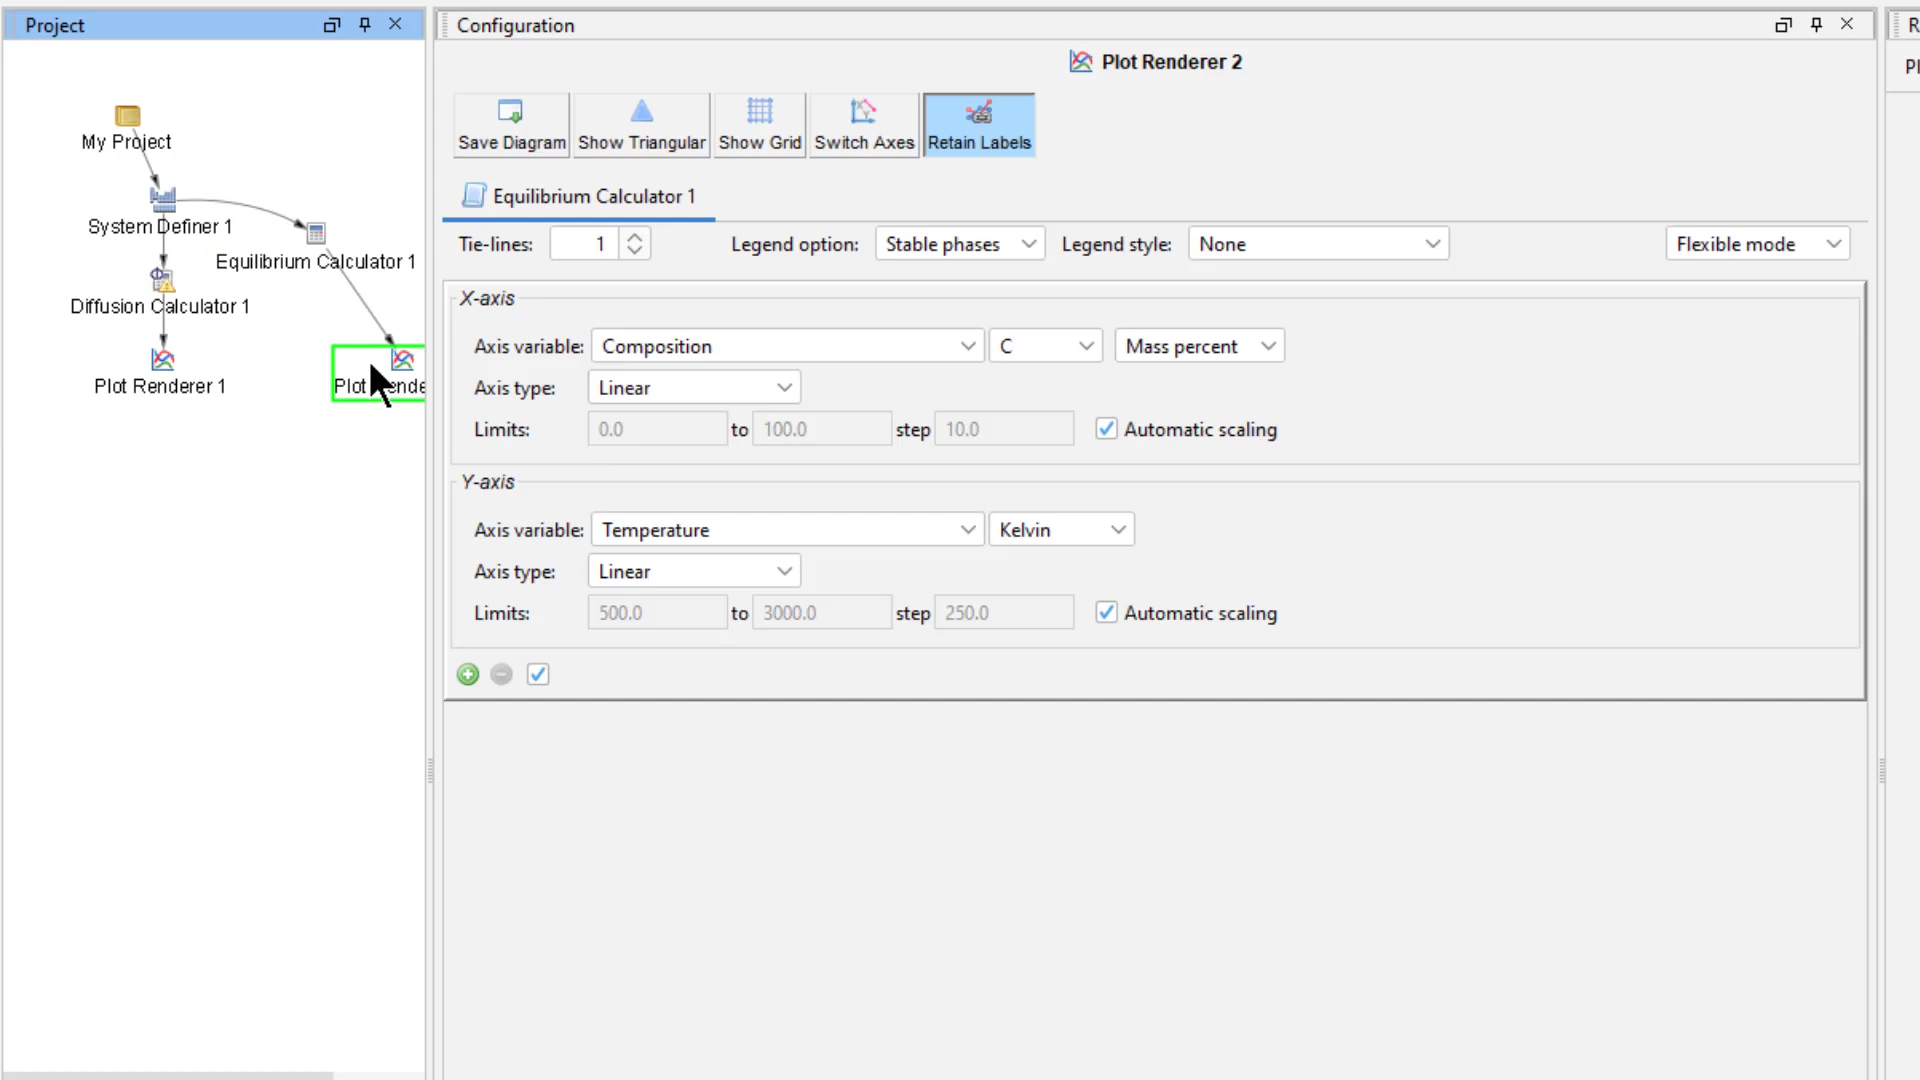 Project
My Project
System Definer 1
Equilibrium Calculator 1
Diffusion Calculator 1
Plot Renderer 1
Plot
Configuration
Plot Renderer 2
Save Diagram
Show Triangular
Show Grid
Switch Axes
Retain Labels
Equilibrium Calculator 1
Tie-lines: 1 Legend option: Stable phases Legend style: None Flexible mode
X-axis
Axis variable: Composition C Mass percent
Axis type: Linear
Limits: 0.0 to 100.0 step 10.0 Automatic scaling
Y-axis
Axis variable: Temperature Kelvin
Axis type: Linear
Limits: 500.0 to 3000.0 step 250.0 Automatic scaling